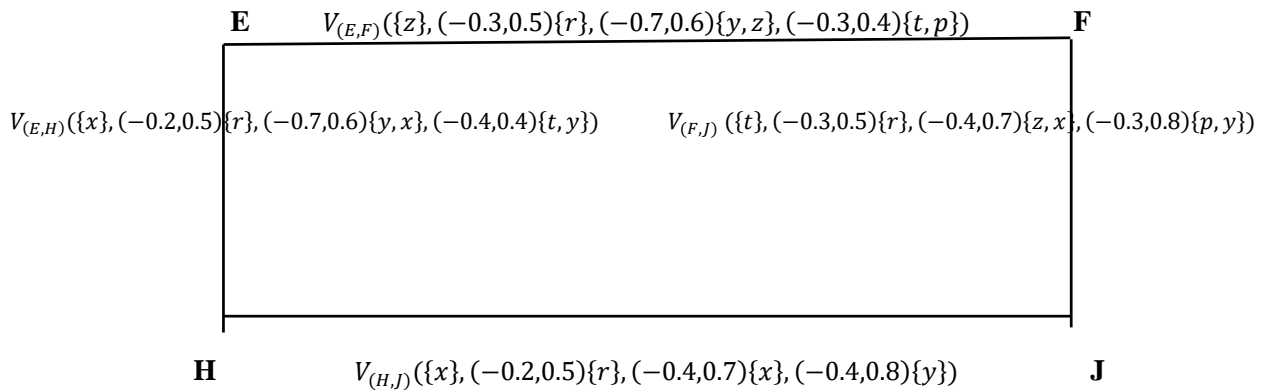 E V_{(E,F)}({z}, (−0.3,0.5){r}, (−0.7,0.6){y, z}, (−0.3,0.4){t, p}) F
V_{(E,H)}({x}, (−0.2,0.5){r}, (−0.7,0.6){y, x}, (−0.4,0.4){t, y}) V_{(F,J)} ({t}, (−0.3,0.5){r}, (−0.4,0.7){z, x}, (−0.3,0.8){p, y})
H V_{(H,J)}({x}, (−0.2,0.5){r}, (−0.4,0.7){x}, (−0.4,0.8){y}) J